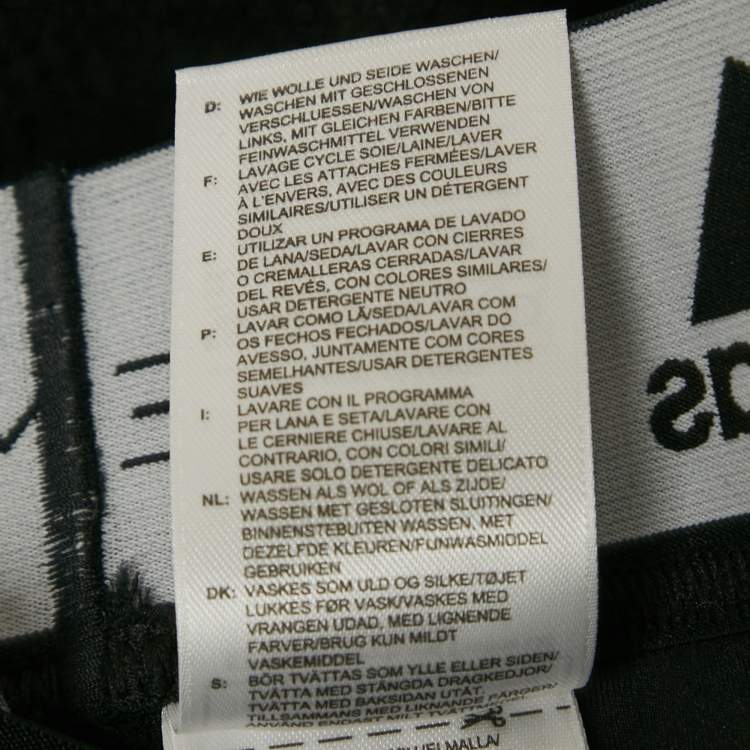 D: WIE WOLLE UND SEIDE WASCHEN/
WASCHEN MIT GESCHLOSSENEN
VERSCHLUESSEN/WASCHEN VON
LINKS, MIT GLEICHEN FARBEN/BITTE
FEINWASCHMITTEL VERWENDEN
F: LAVAGE CYCLE SOIE/LAINE/LAVER
AVEC LES ATTACHES FERMÉES/LAVER
À L'ENVERS, AVEC DES COULEURS
SIMILAIRES/UTILISER UN DÉTERGENT
DOUX
E: UTILIZAR UN PROGRAMA DE LAVADO
DE LANA/SEDA/LAVAR CON CIERRES
O CREMALLERAS CERRADAS/LAVAR
DEL REVÉS, CON COLORES SIMILARES/
USAR DETERGENTE NEUTRO
P: LAVAR COMO LÃ/SEDA/LAVAR COM
OS FECHOS FECHADOS/LAVAR DO
AVESSO, JUNTAMENTE COM CORES
SEMELHANTES/USAR DETERGENTES
SUAVES
I: LAVARE CON IL PROGRAMMA
PER LANA E SETA/LAVARE CON
LE CERNIERE CHIUSE/LAVARE AL
CONTRARIO, CON COLORI SIMILI/
USARE SOLO DETERGENTE DELICATO
NL: WASSEN ALS WOL OF ALS ZIJDE/
WASSEN MET GESLOTEN SLUITINGEN/
BINNENSTEBUITEN WASSEN, MET
DEZELFDE KLEUREN/FIJNWASMIDDEL
GEBRUIKEN
DK: VASKES SOM ULD OG SILKE/TØJET
LUKKES FØR VASK/VASKES MED
VRANGEN UDAD, MED LIGNENDE
FARVER/BRUG KUN MILDT
VASKEMIDDEL
S: BÖR TVÄTTAS SOM YLLE ELLER SIDEN/
TVÄTTA MED STÄNGDA DRAGKEDJOR/
TVÄTTA MED BAKSIDAN UTÅT,
TILLSAMMANS MED LIKNANDE FÄRGER/
as